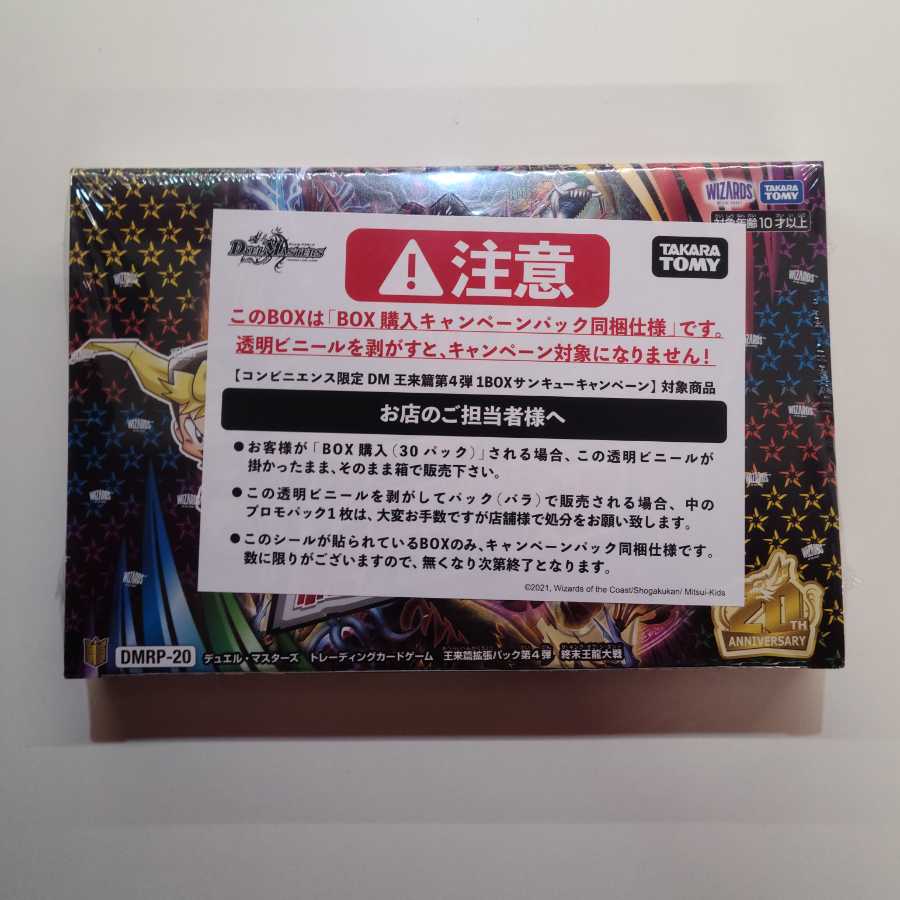 WIZARDS
TAKARA TOMY
対象年齢10才以上
DUEL MASTERS
注意
TAKARA TOMY
このBOXは「BOX 購入キャンペーンパック同梱仕様」です。
透明ビニールを剥がすと、キャンペーン対象になりません!
【コンビニエンス限定 DM 王来篇第4弾 1BOXサンキューキャンペーン】対象商品
お店のご担当者様へ
●お客様が「BOX 購入(30 パック)」される場合、この透明ビニールが
掛かったまま、そのまま箱で販売下さい。
●この透明ビニールを剥がしてパック(バラ)で販売される場合、中の
プロモパック1枚は、大変お手数ですが店舗様で処分をお願い致します。
●このシールが貼られているBOXのみ、キャンペーンパック同梱仕様です。
数に限りがございますので、無くなり次第終了となります。
©2021, Wizards of the Coast/Shogakukan/ Mitsui-Kids
WIZARDS
WIZARDS
WIZARDS
WIZARDS
WIZARDS
20TH
ANNIVERSARY
DMRP-20 デュエル・マスターズ トレーディングカードゲーム 王来篇拡張パック第4弾 終末王龍大戦